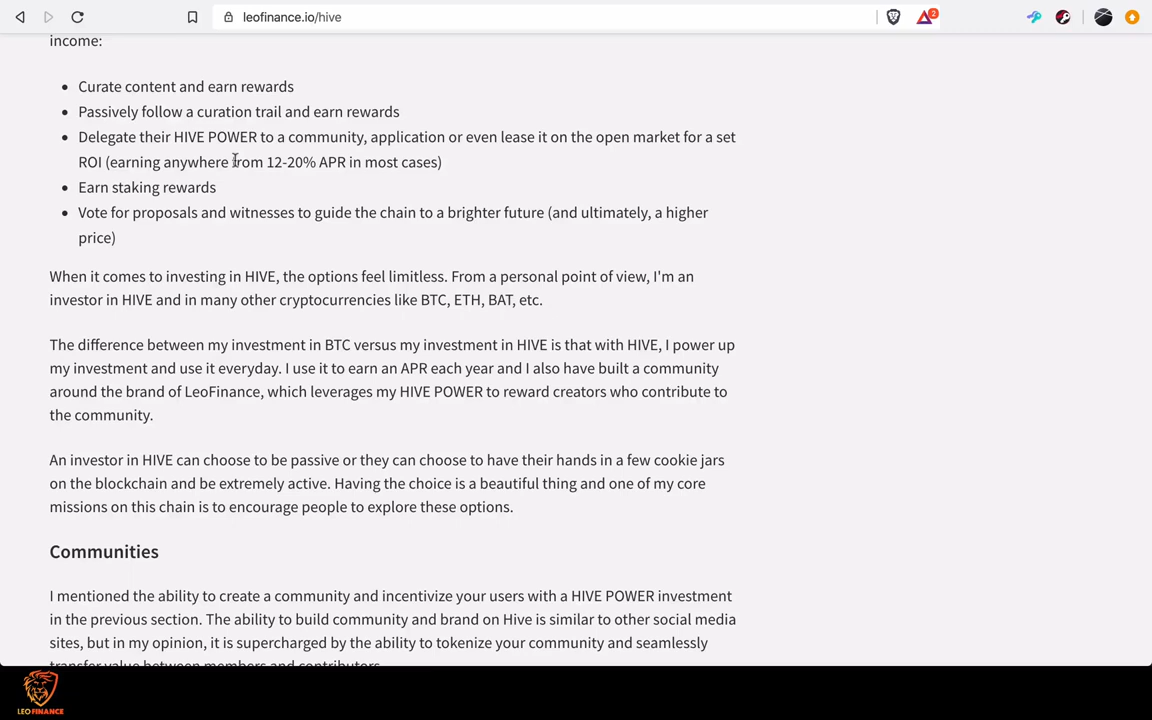 leofinance.io/hive
2
income:
• Curate content and earn rewards
• Passively follow a curation trail and earn rewards
• Delegate their HIVE POWER to a community, application or even lease it on the open market for a set
ROI (earning anywhere from 12-20% APR in most cases)
• Earn staking rewards
• Vote for proposals and witnesses to guide the chain to a brighter future (and ultimately, a higher
price)
When it comes to investing in HIVE, the options feel limitless. From a personal point of view, I'm an
investor in HIVE and in many other cryptocurrencies like BTC, ETH, BAT, etc.
The difference between my investment in BTC versus my investment in HIVE is that with HIVE, I power up
my investment and use it everyday. I use it to earn an APR each year and I also have built a community
around the brand of LeoFinance, which leverages my HIVE POWER to reward creators who contribute to
the community.
An investor in HIVE can choose to be passive or they can choose to have their hands in a few cookie jars
on the blockchain and be extremely active. Having the choice is a beautiful thing and one of my core
missions on this chain is to encourage people to explore these options.
Communities
I mentioned the ability to create a community and incentivize your users with a HIVE POWER investment
in the previous section. The ability to build community and brand on Hive is similar to other social media
sites, but in my opinion, it is supercharged by the ability to tokenize your community and seamlessly
transfer value between members and contributors.
LEOFINANCE